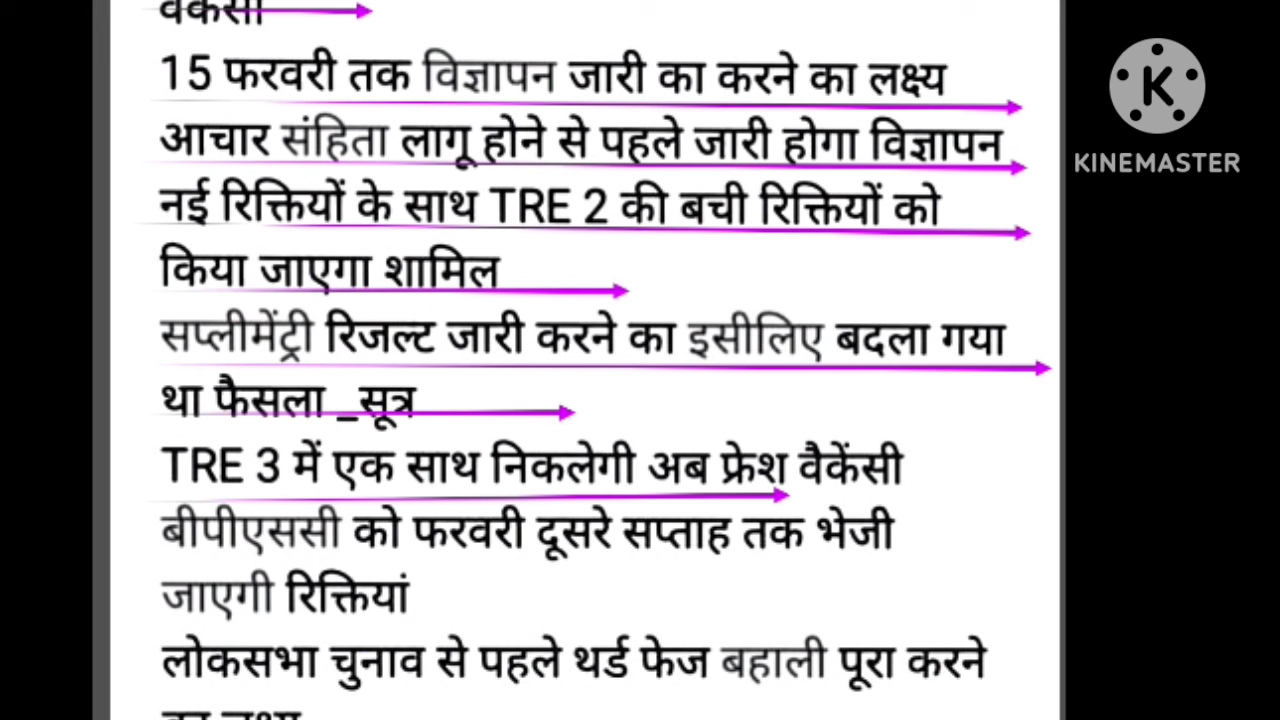 वैकेंसी
15 फरवरी तक विज्ञापन जारी का करने का लक्ष्य
आचार संहिता लागू होने से पहले जारी होगा विज्ञापन
नई रिक्तियों के साथ TRE 2 की बची रिक्तियों को
किया जाएगा शामिल
सप्लीमेंट्री रिजल्ट जारी करने का इसीलिए बदला गया
था फैसला _सूत्र
TRE 3 में एक साथ निकलेगी अब फ्रेश वैकेंसी
बीपीएससी को फरवरी दूसरे सप्ताह तक भेजी
जाएगी रिक्तियां
लोकसभा चुनाव से पहले थर्ड फेज बहाली पूरा करने
KINEMASTER